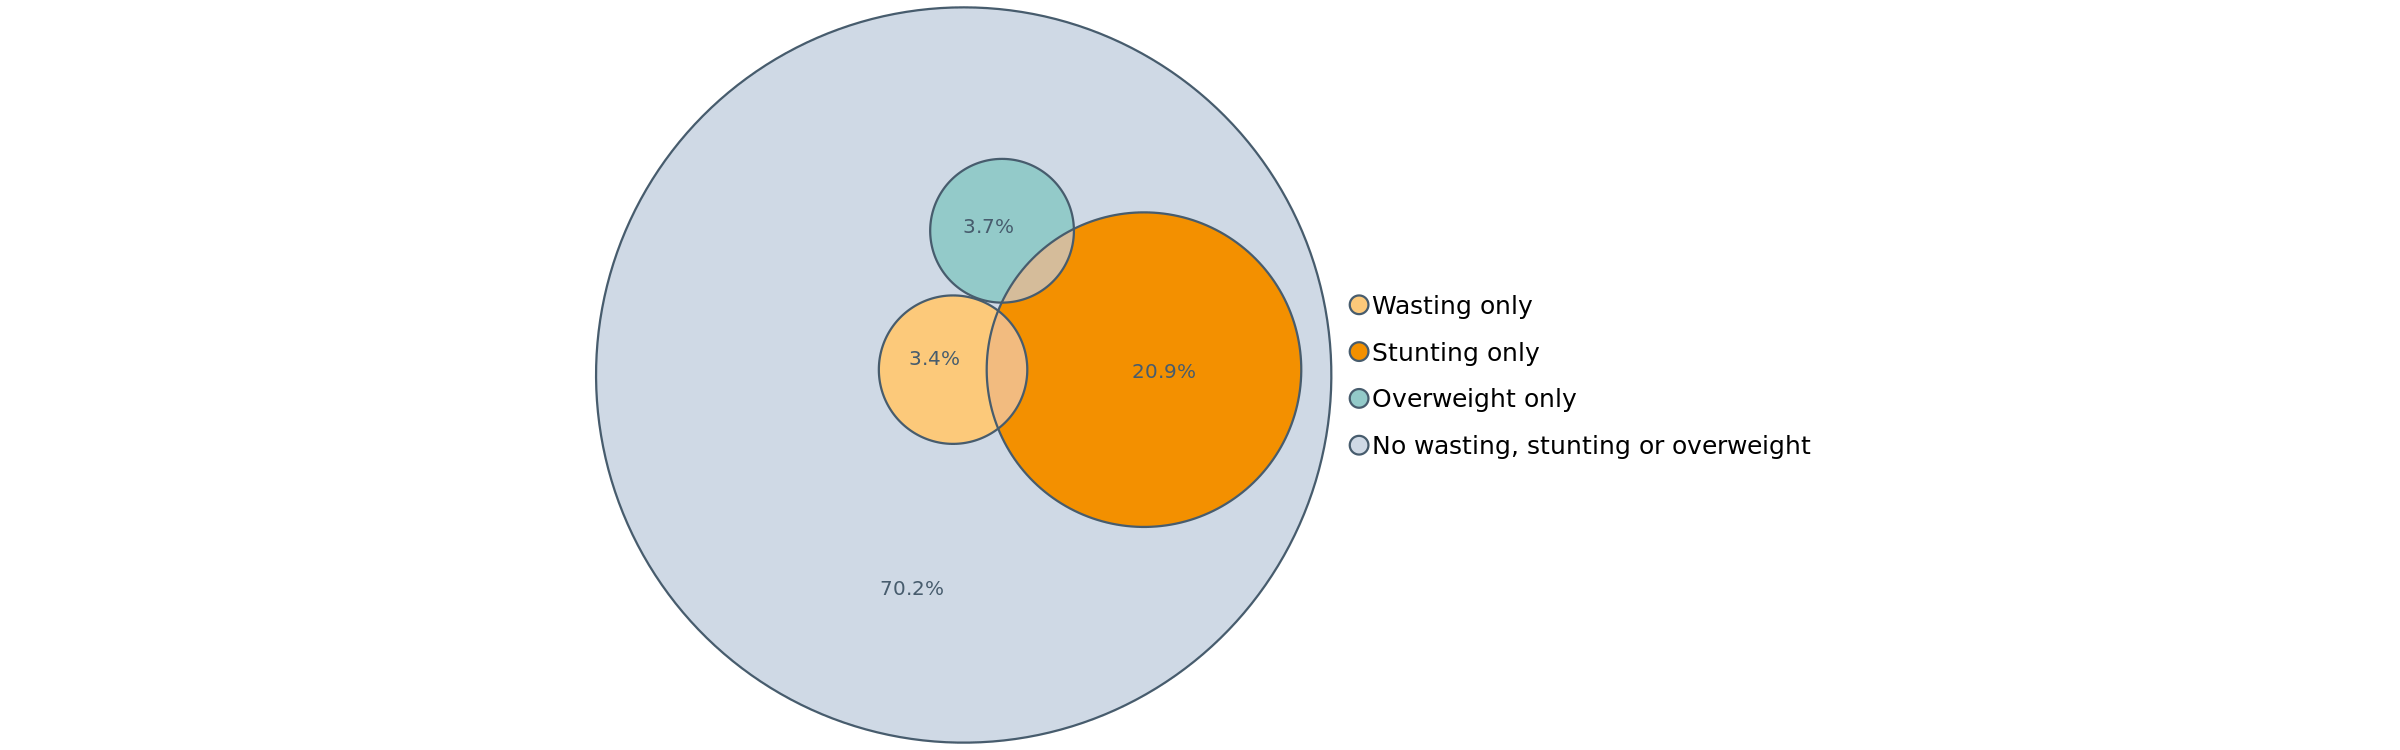 3.7%
3.4%
20.9%
70.2%
Wasting only
Stunting only
Overweight only
No wasting, stunting or overweight